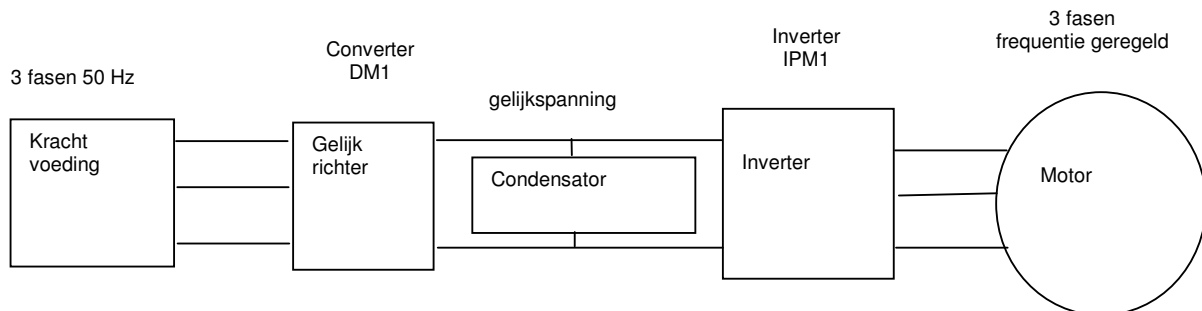 3 fasen 50 Hz
Converter
DM1
gelijkspanning
Inverter
IPM1
3 fasen
frequentie geregeld
Kracht
voeding
Gelijk
richter
Condensator
Inverter
Motor